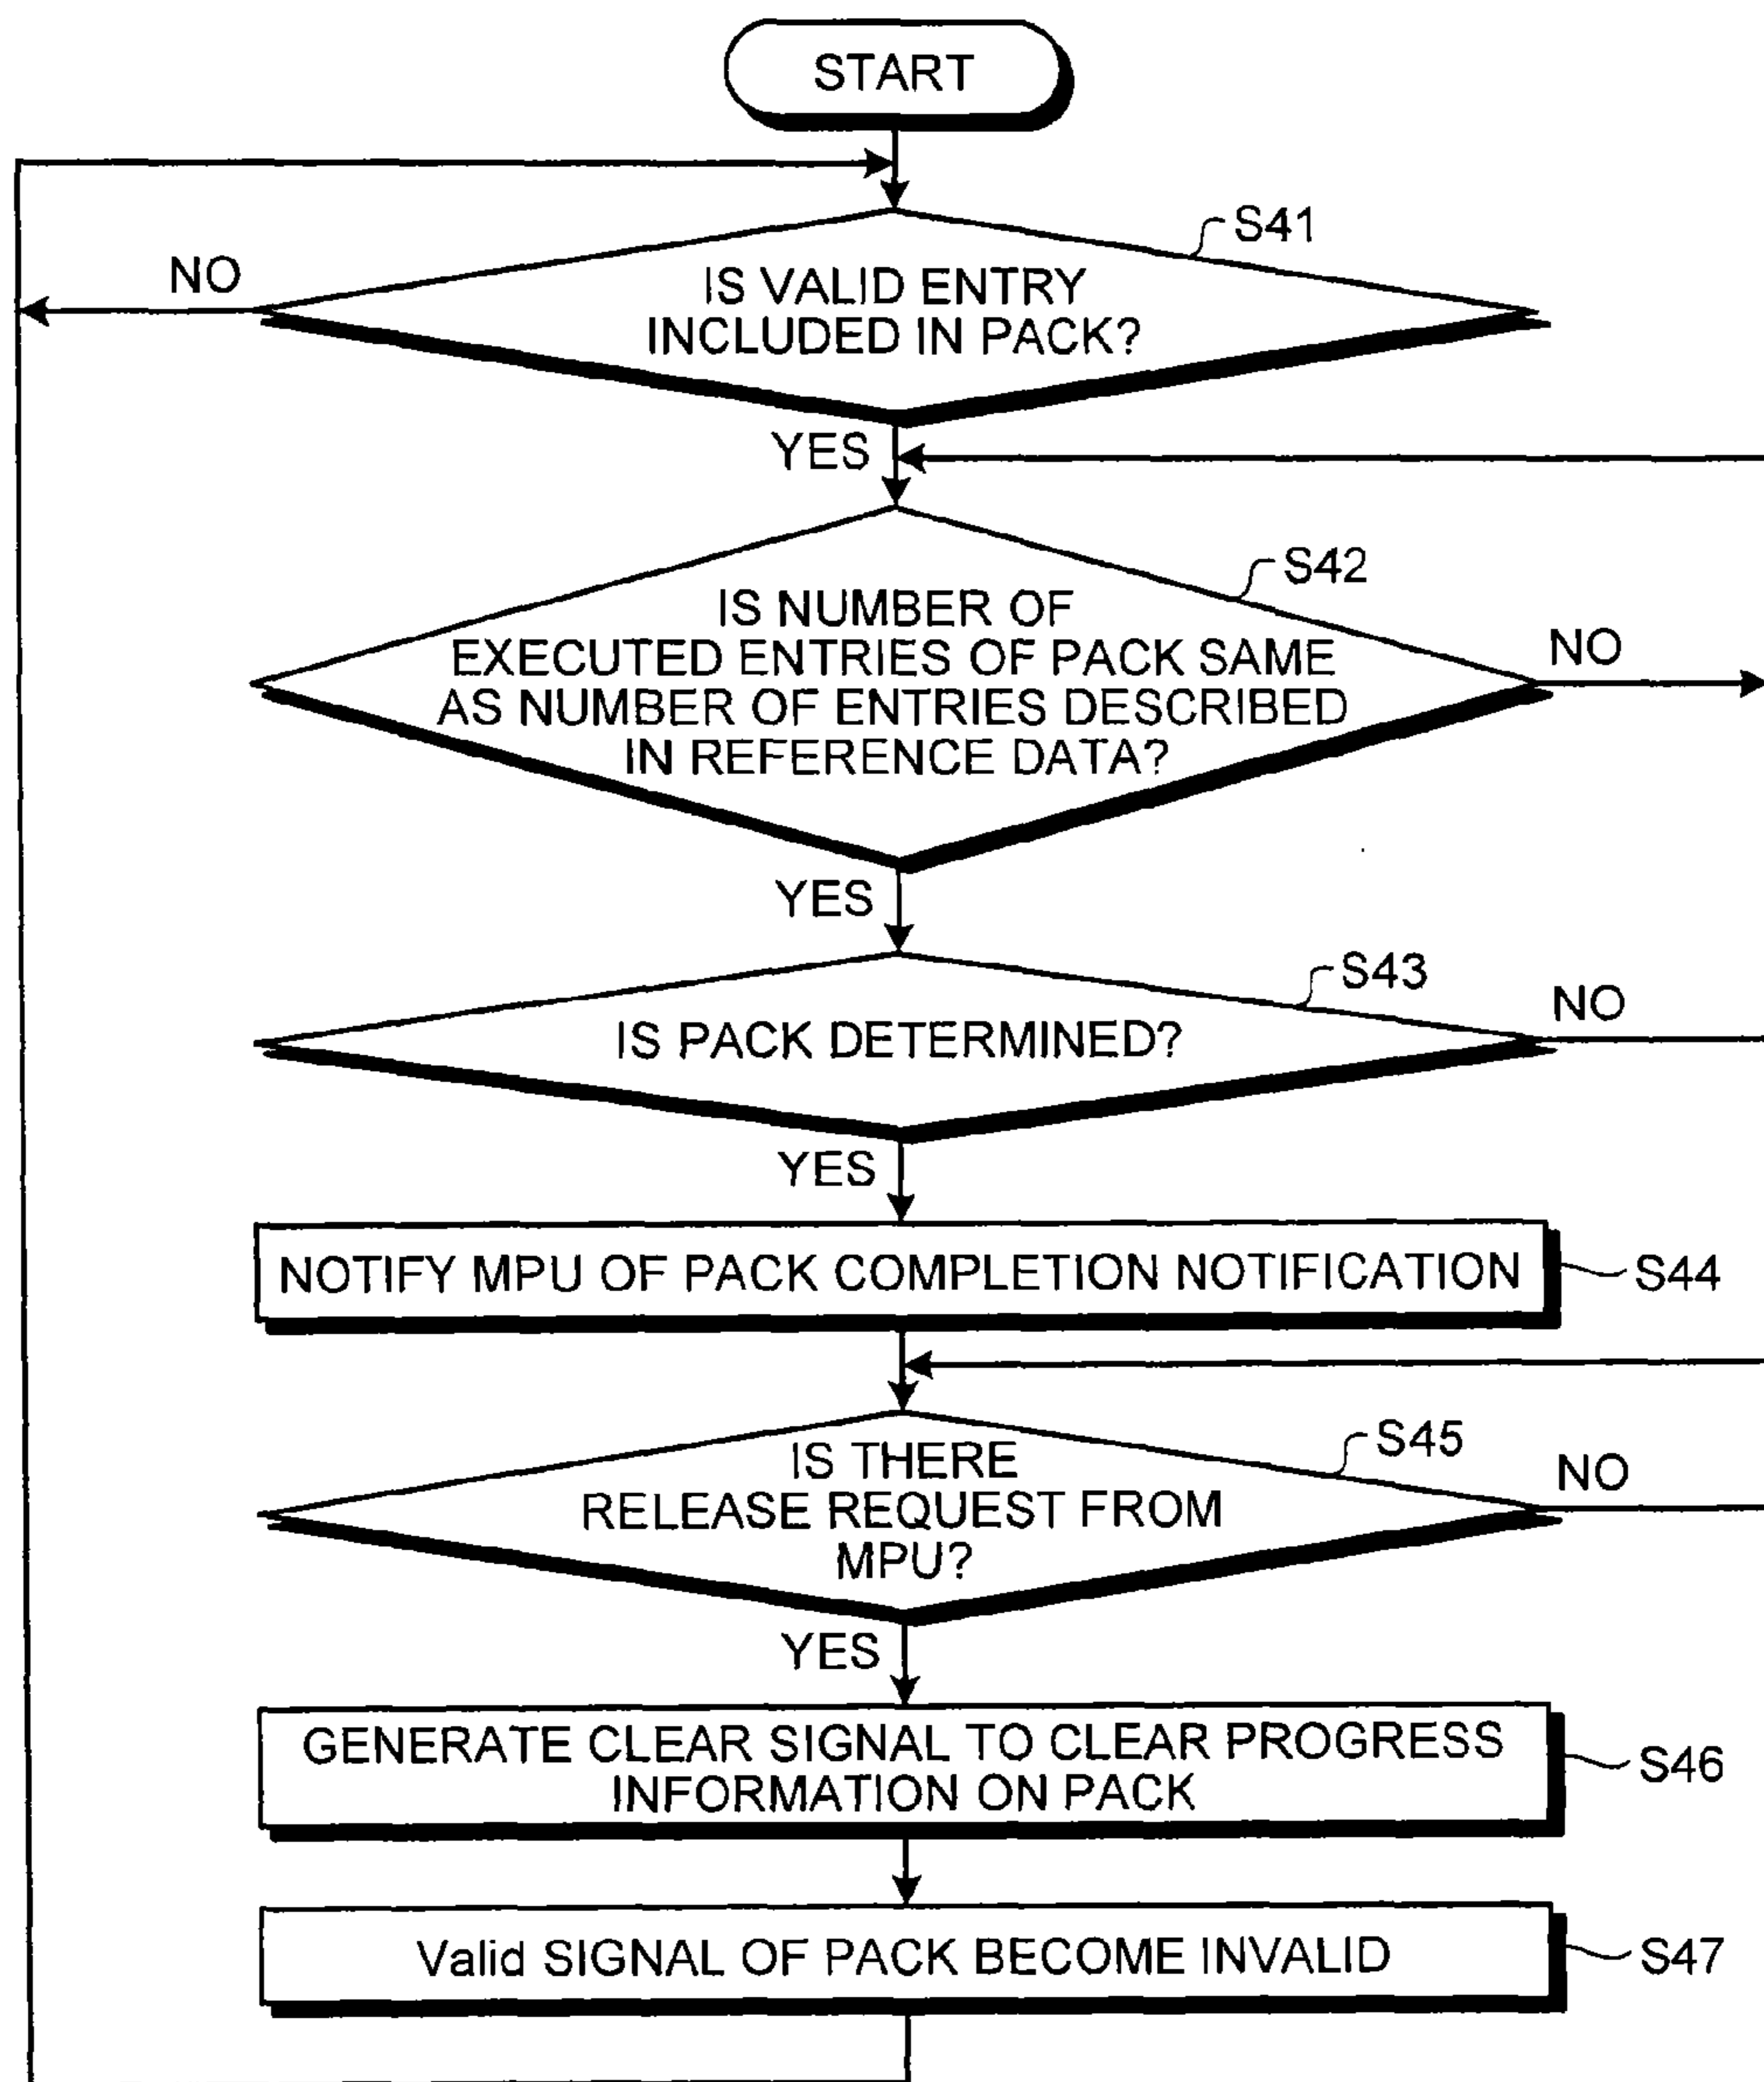 START
S41
NO
IS VALID ENTRY
INCLUDED IN PACK?
YES
S42
IS NUMBER OF
EXECUTED ENTRIES OF PACK SAME
AS NUMBER OF ENTRIES DESCRIBED
IN REFERENCE DATA?
NO
YES
S43
IS PACK DETERMINED?
NO
YES
NOTIFY MPU OF PACK COMPLETION NOTIFICATION
S44
S45
IS THERE
RELEASE REQUEST FROM
MPU?
NO
YES
GENERATE CLEAR SIGNAL TO CLEAR PROGRESS
INFORMATION ON PACK
S46
Valid SIGNAL OF PACK BECOME INVALID
S47